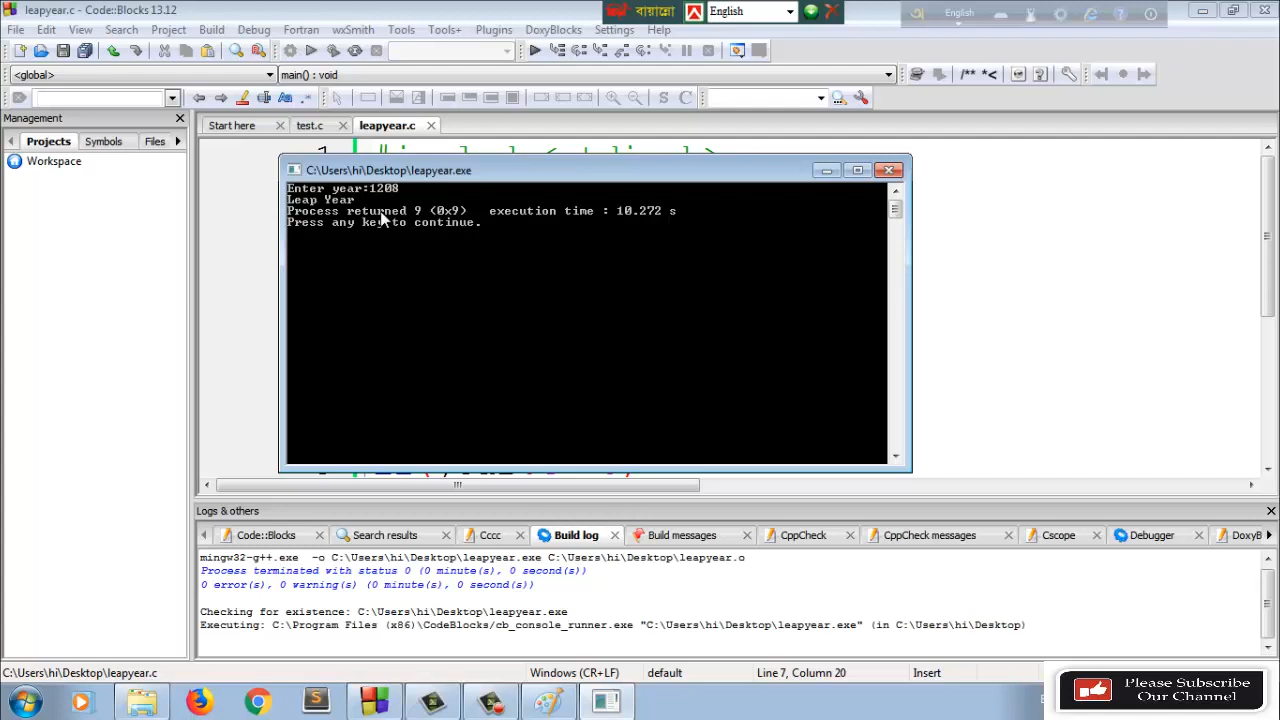 leapyear.c - Code::Blocks 13.12
বায়ান্নো
English
English
File Edit View Search Project Build Debug Fortran wxSmith Tools Tools+ Plugins DoxyBlocks Settings Help
<global>
main() : void
/** *<
S C
Management
Projects Symbols Files
Workspace
Start here
test.c
leapyear.c
1
C:\Users\hi\Desktop\leapyear.exe
Enter year:1208
Leap Year
Process returned 9 (0x9) execution time : 10.272 s
Press any key to continue.
Logs & others
Code::Blocks
Search results
Cccc
Build log
Build messages
CppCheck
CppCheck messages
Cscope
Debugger
DoxyB
mingw32-g++.exe -o C:\Users\hi\Desktop\leapyear.exe C:\Users\hi\Desktop\leapyear.o
Process terminated with status 0 (0 minute(s), 0 second(s))
0 error(s), 0 warning(s) (0 minute(s), 0 second(s))
Checking for existence: C:\Users\hi\Desktop\leapyear.exe
Executing: C:\Program Files (x86)\CodeBlocks/cb_console_runner.exe "C:\Users\hi\Desktop\leapyear.exe" (in C:\Users\hi\Desktop)
C:\Users\hi\Desktop\leapyear.c
Windows (CR+LF)
default
Line 7, Column 20
Insert
Please Subscribe
Our Channel